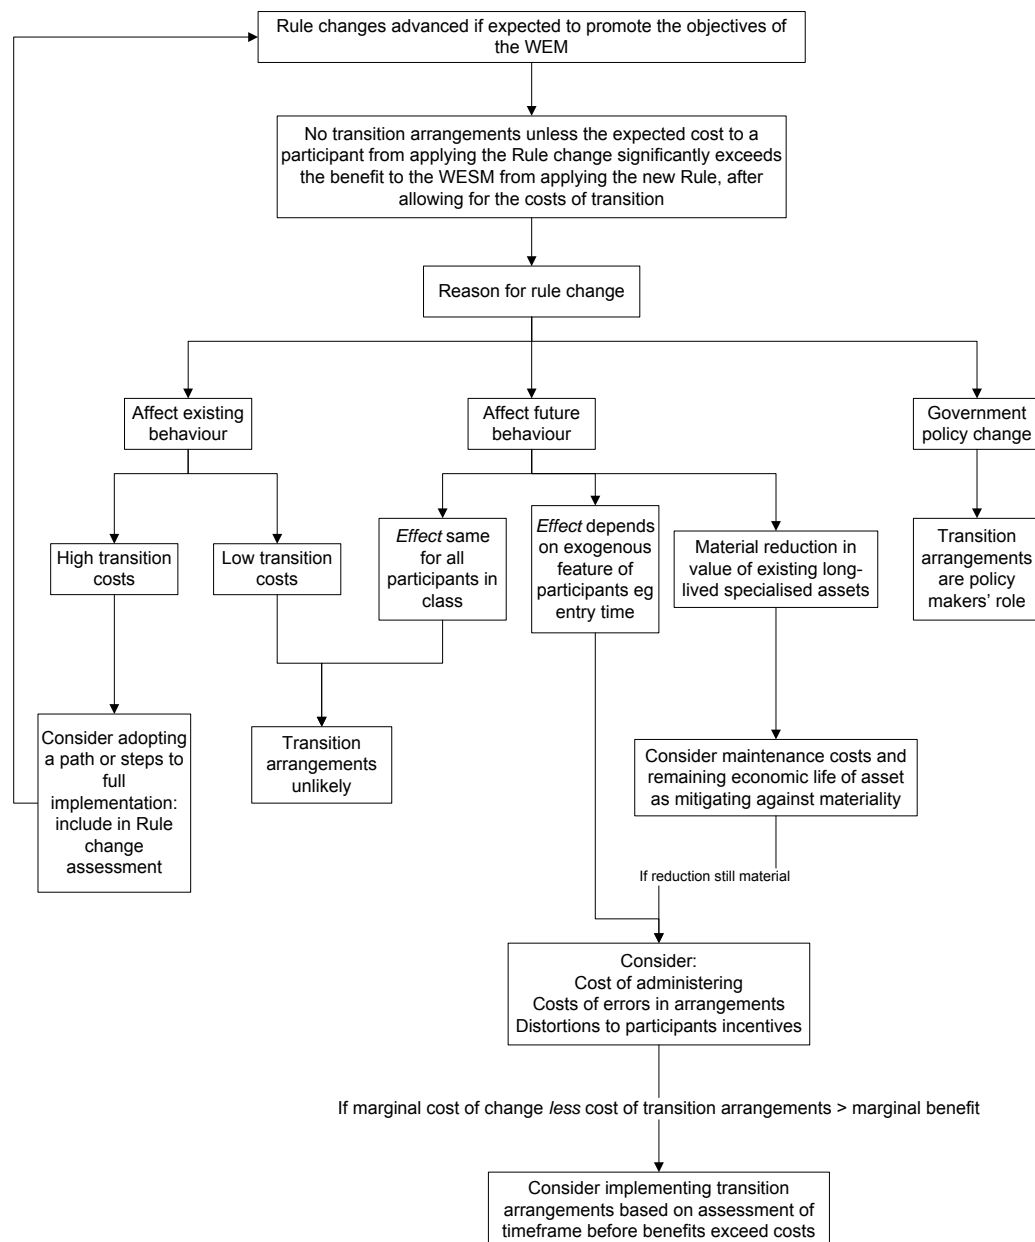 Rule changes advanced if expected to promote the objectives of
the WEM
No transition arrangements unless the expected cost to a
participant from applying the Rule change significantly exceeds
the benefit to the WESM from applying the new Rule, after
allowing for the costs of transition
Reason for rule change
Affect existing
behaviour
Affect future
behaviour
Government
policy change
High transition
costs
Low transition
costs
Effect same
for all
participants in
class
Effect depends
on exogenous
feature of
participants eg
entry time
Material reduction in
value of existing long-
lived specialised assets
Transition
arrangements
are policy
makers’ role
Consider adopting
a path or steps to
full
implementation:
include in Rule
change
assessment
Transition
arrangements
unlikely
Consider maintenance costs and
remaining economic life of asset
as mitigating against materiality
If reduction still material
Consider:
Cost of administering
Costs of errors in arrangements
Distortions to participants incentives
If marginal cost of change less cost of transition arrangements > marginal benefit
Consider implementing transition
arrangements based on assessment of
timeframe before benefits exceed costs